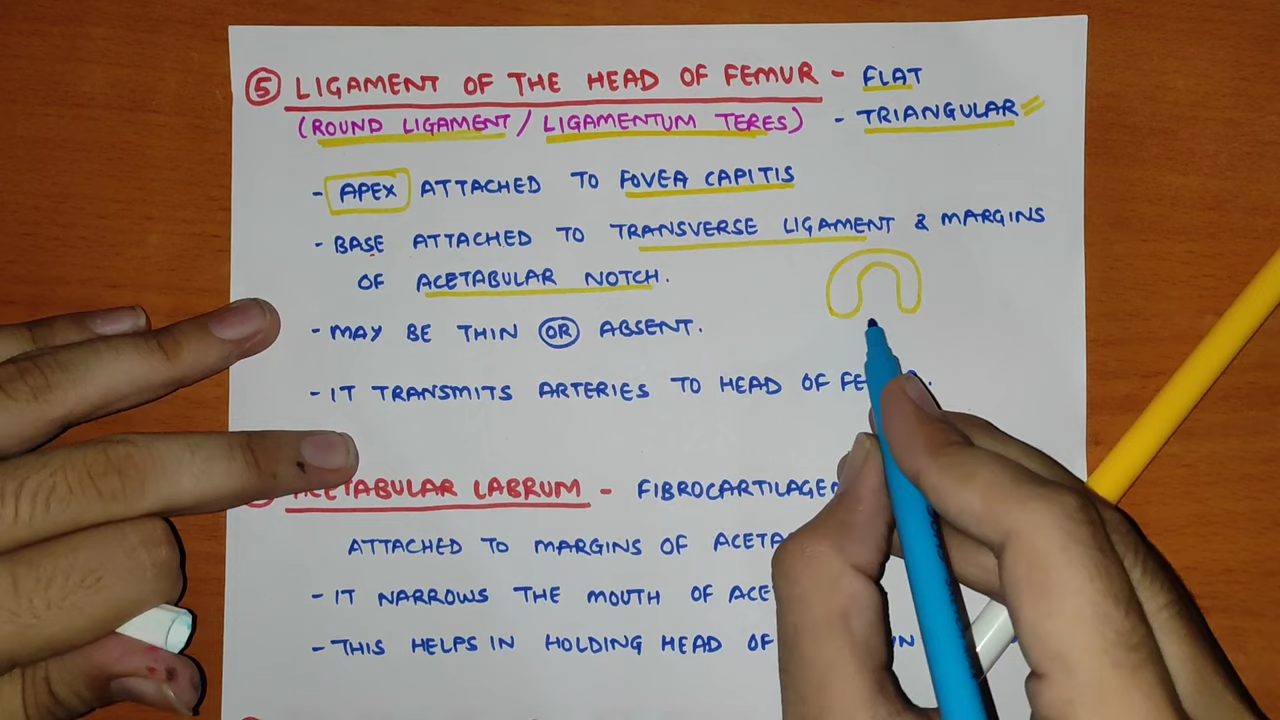 ⑤ LIGAMENT OF THE HEAD OF FEMUR - FLAT
(ROUND LIGAMENT / LIGAMENTUM TERES) - TRIANGULAR
- APEX ATTACHED TO FOVEA CAPITIS
- BASE ATTACHED TO TRANSVERSE LIGAMENT & MARGINS
OF ACETABULAR NOTCH.
- MAY BE THIN OR ABSENT.
- IT TRANSMITS ARTERIES TO HEAD OF
ACETABULAR LABRUM -
ATTACHED TO MARGINS OF
- IT NARROWS THE MOUTH OF
- THIS HELPS IN HOLDING HEAD OF